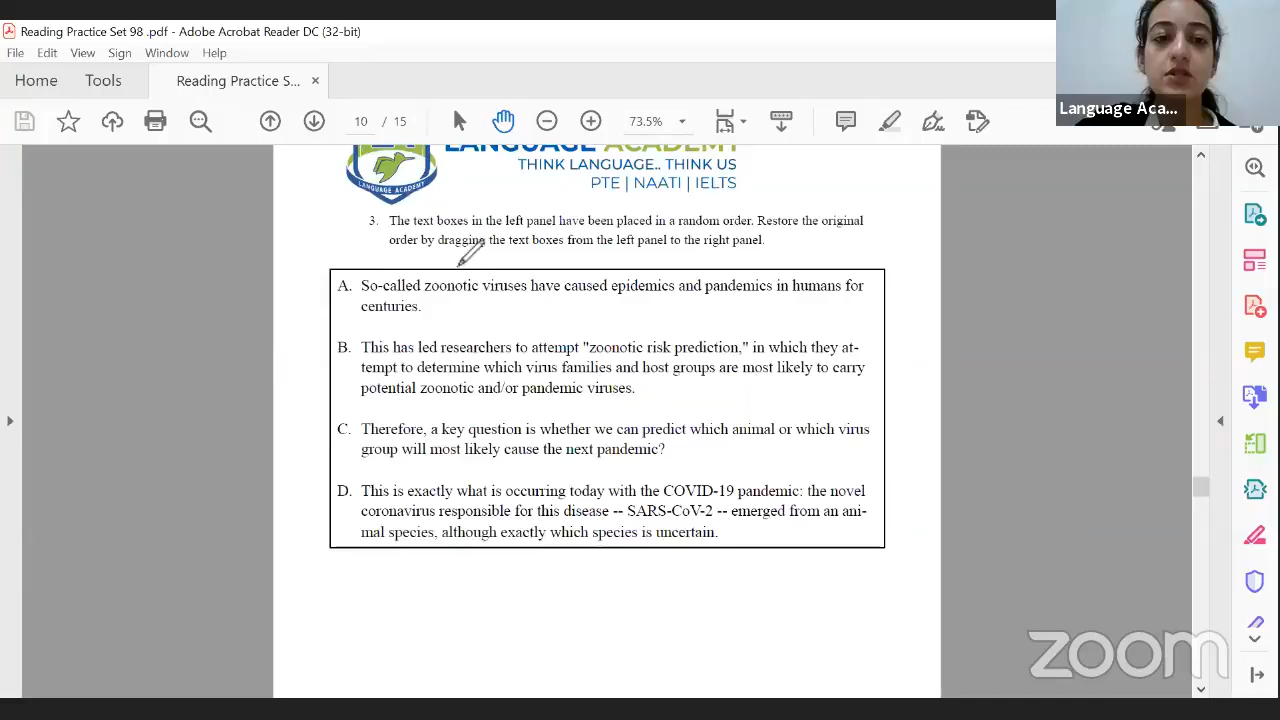 Reading Practice Set 98 .pdf - Adobe Acrobat Reader DC (32-bit)
File Edit View Sign Window Help
Home Tools Reading Practice S... ×
10 / 15 73.5%
Language Aca...
LANGUAGE ACADEMY
THINK LANGUAGE.. THINK US
PTE | NAATI | IELTS
LANGUAGE ACADEMY
3. The text boxes in the left panel have been placed in a random order. Restore the original
order by dragging the text boxes from the left panel to the right panel.
A. So-called zoonotic viruses have caused epidemics and pandemics in humans for
centuries.
B. This has led researchers to attempt "zoonotic risk prediction," in which they at-
tempt to determine which virus families and host groups are most likely to carry
potential zoonotic and/or pandemic viruses.
C. Therefore, a key question is whether we can predict which animal or which virus
group will most likely cause the next pandemic?
D. This is exactly what is occurring today with the COVID-19 pandemic: the novel
coronavirus responsible for this disease -- SARS-CoV-2 -- emerged from an ani-
mal species, although exactly which species is uncertain.
zoom